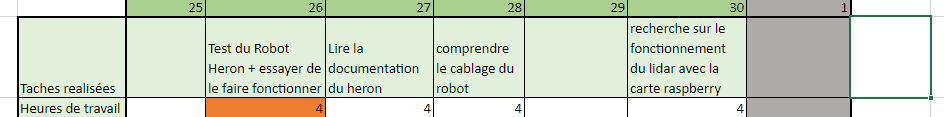 25 26 27 28 29 30 1
Taches realisées
Test du Robot
Heron + essayer de
le faire fonctionner
Lire la
documentation
du heron
comprendre
le cablage du
robot
recherche sur le
fonctionnement
du lidar avec la
carte raspberry
Heures de travail 4 4 4 4